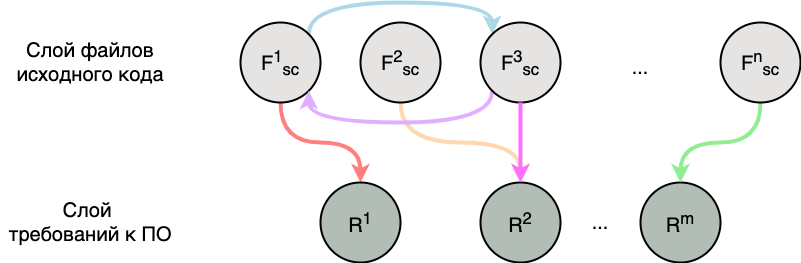 Слой файлов
исходного кода
F¹sc
F²sc
F³sc
...
Fⁿsc
Слой
требований к ПО
R¹
R²
...
Rᵐ